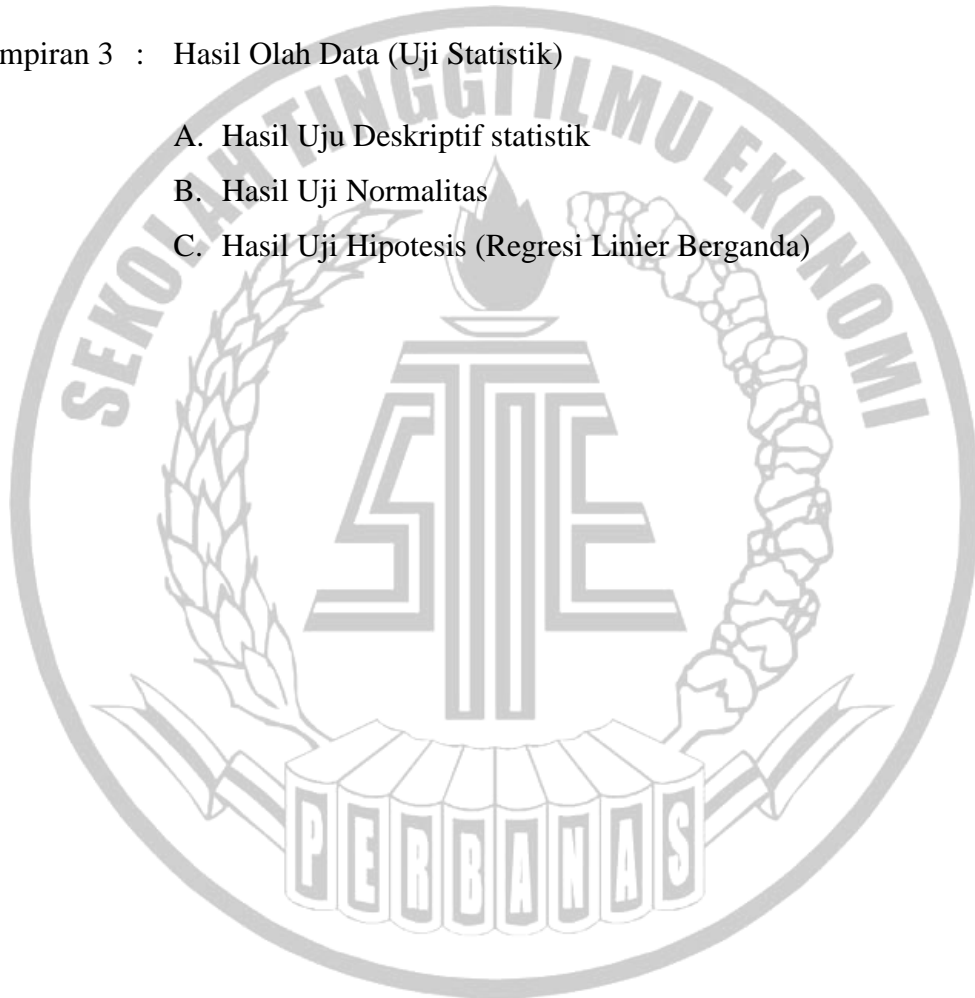 mpiran 3 : Hasil Olah Data (Uji Statistik)
A. Hasil Uju Deskriptif statistik
B. Hasil Uji Normalitas
C. Hasil Uji Hipotesis (Regresi Linier Berganda)
SEKOLAH TINGGI ILMU EKONOMI
STIE
PERBANAS